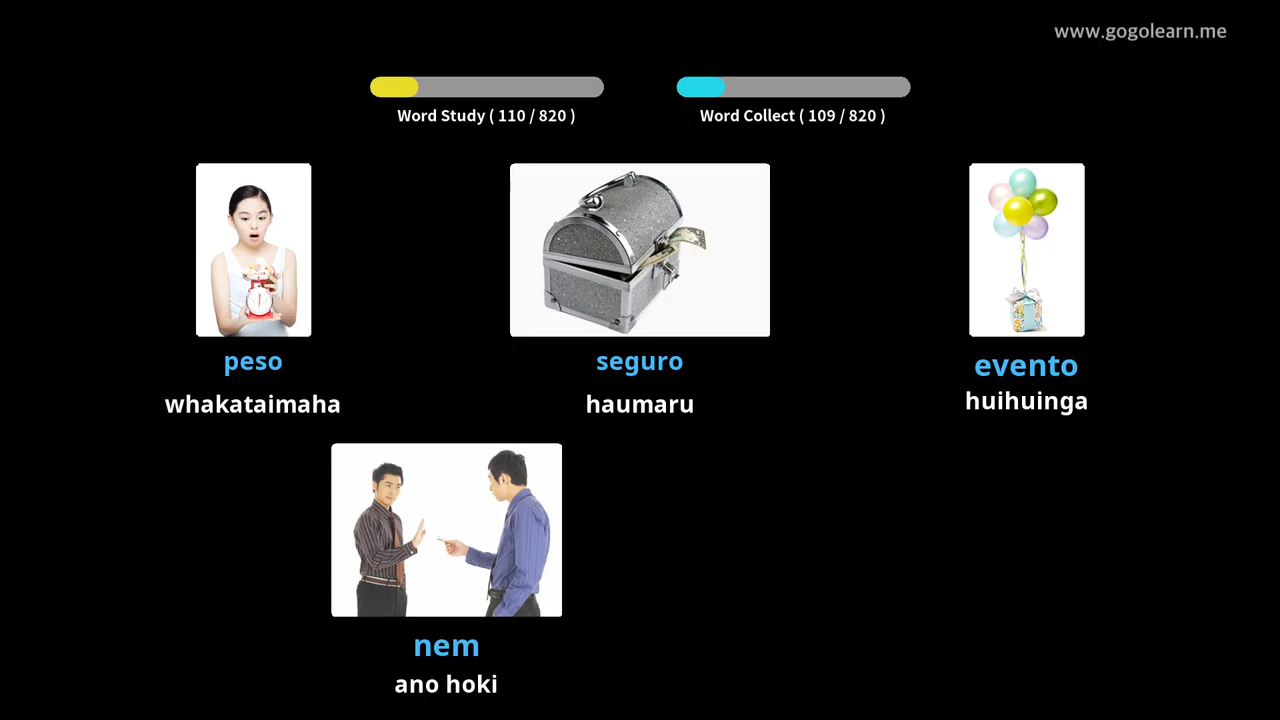 www.gogolearn.me
Word Study ( 110 / 820 )
Word Collect ( 109 / 820 )
peso
whakataimaha
seguro
haumaru
evento
huihuinga
nem
ano hoki